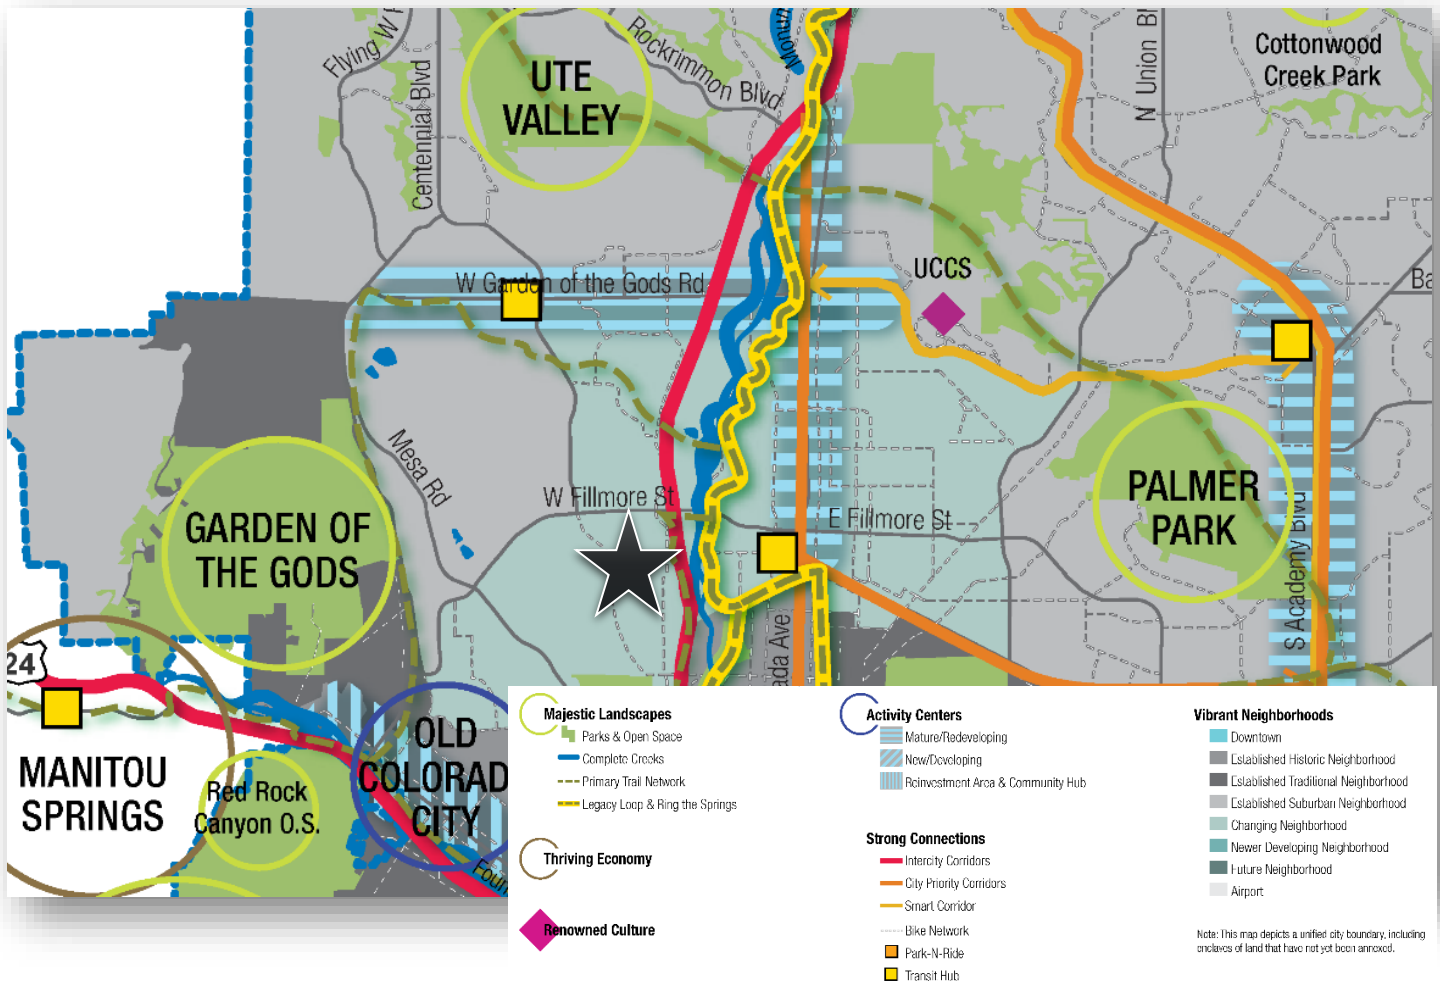 Flying W
Centennial Blvd
UTE
VALLEY
Rockrimmon Blvd
N Union Bl
Cottonwood
Creek Park
W Garden of the Gods Rd
UCCS
Mesa Rd
GARDEN OF
THE GODS
W Fillmore St
E Fillmore St
PALMER
PARK
S Academy Blvd
24
MANITOU
SPRINGS
Red Rock
Canyon O.S.
OLD
COLORAD
CITY
ada Ave
Majestic Landscapes
Parks & Open Space
Complete Creeks
Primary Trail Network
Legacy Loop & Ring the Springs
Thriving Economy
Renowned Culture
Activity Centers
Mature/Redeveloping
New/Developing
Reinvestment Area & Community Hub
Strong Connections
Intercity Corridors
City Priority Corridors
Smart Corridor
Bike Network
Park-N-Ride
Transit Hub
Vibrant Neighborhoods
Downtown
Established Historic Neighborhood
Established Traditional Neighborhood
Established Suburban Neighborhood
Changing Neighborhood
Newer Developing Neighborhood
Future Neighborhood
Airport
Note: This map depicts a unified city boundary, including
enclaves of land that have not yet been annexed.